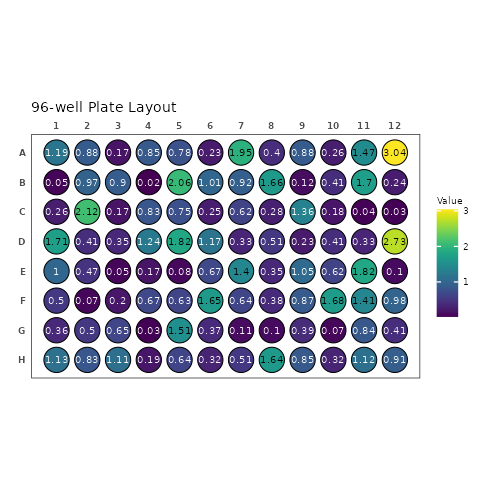 96-well Plate Layout
1 2 3 4 5 6 7 8 9 10 11 12
A 1.19 0.88 0.17 0.85 0.78 0.23 1.95 0.4 0.88 0.26 1.47 3.04
B 0.05 0.97 0.9 0.02 2.06 1.01 0.92 1.66 0.12 0.41 1.7 0.24
C 0.26 2.12 0.17 0.83 0.75 0.25 0.62 0.28 1.36 0.18 0.04 0.03
D 1.71 0.41 0.35 1.24 1.82 1.17 0.33 0.51 0.23 0.41 0.33 2.73
E 1 0.47 0.05 0.17 0.08 0.67 1.4 0.35 1.05 0.62 1.82 0.1
F 0.5 0.07 0.2 0.67 0.63 1.65 0.64 0.38 0.87 1.68 1.41 0.98
G 0.36 0.5 0.65 0.03 1.51 0.37 0.11 0.1 0.39 0.07 0.84 0.41
H 1.13 0.83 1.11 0.19 0.64 0.32 0.51 1.64 0.85 0.32 1.12 0.91
Value
3
2
1